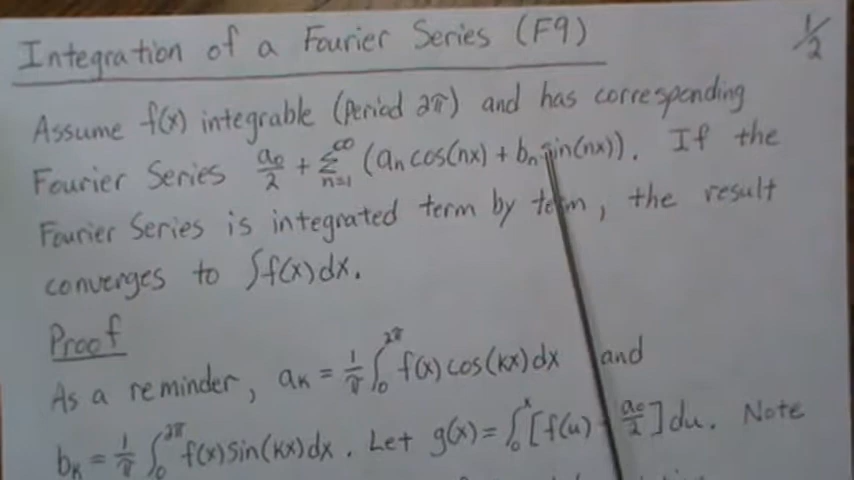 Integration of a Fourier Series (F9)
1/2
Assume f(x) integrable (Period 2π) and has corresponding
Fourier Series a₀/2 + Σ_{n=1}^{∞} (aₙ cos(nx) + bₙ sin(nx)). If the
Fourier Series is integrated term by term, the result
converges to ∫f(x)dx.
Proof
As a reminder, aₖ = 1/π ∫₀^{2π} f(x)cos(kx)dx and
bₖ = 1/π ∫₀^{2π} f(x)sin(kx)dx. Let g(x) = ∫₀^{x} [f(u) - a₀/2]du. Note